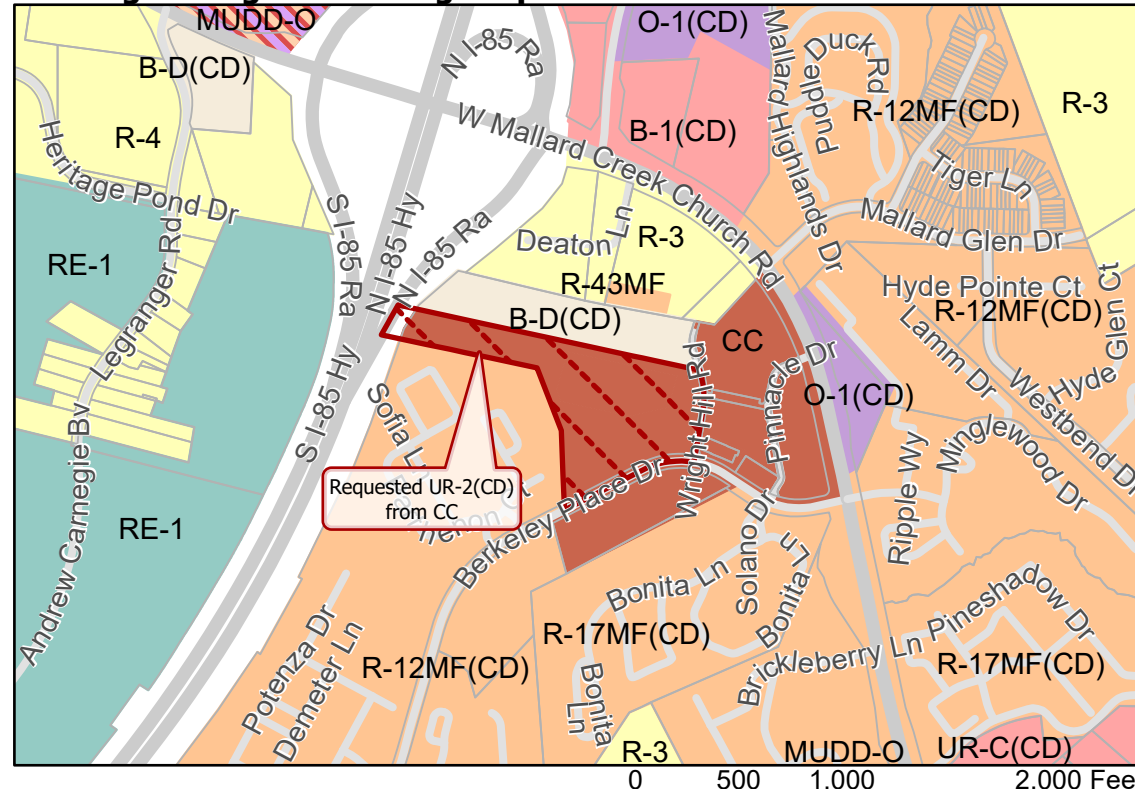 MUDD-O
O-1(CD)
B-D(CD)
N I-85 Ra
Mallard Highlands Dr
Puddle Duck Rd
R-12MF(CD)
R-3
R-4
W Mallard Creek Church Rd
B-1(CD)
Heritage Pond Dr
Tiger Ln
S I-85 Ra
N I-85 Hy
N I-85 Ra
Deaton Ln
R-3
Mallard Glen Dr
RE-1
Legranger Rd
R-43MF
Hyde Pointe Ct
R-12MF(CD)
Hyde Glen Ct
B-D(CD)
CC
Lamm Dr
Pinnacle Dr
Wright Hill Rd
O-1(CD)
Westbend Dr
S I-85 Hy
Sofia Ln
Minglewood Dr
Ripple Wy
Requested UR-2(CD)
from CC
Andrew Carnegie Bv
RE-1
Berkeley Place Dr
Solano Dr
Bonita Ln
Bonita Ln
Pineshadow Dr
Potenza Dr
Demeter Ln
R-17MF(CD)
R-12MF(CD)
Brickleberry Ln
R-17MF(CD)
Bonita Ln
R-3
MUDD-O
UR-C(CD)
0 500 1,000 2,000 Fee